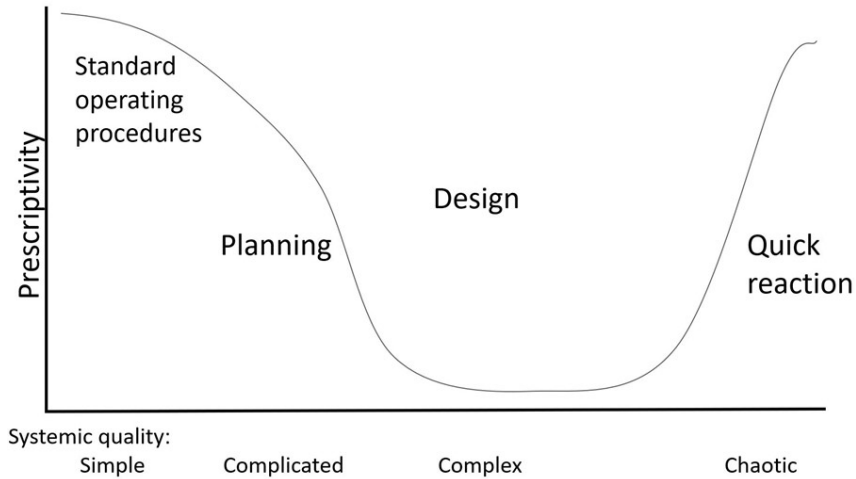 Standard
operating
procedures
Prescriptivity
Design
Planning
Quick
reaction
Systemic quality:
Simple
Complicated
Complex
Chaotic